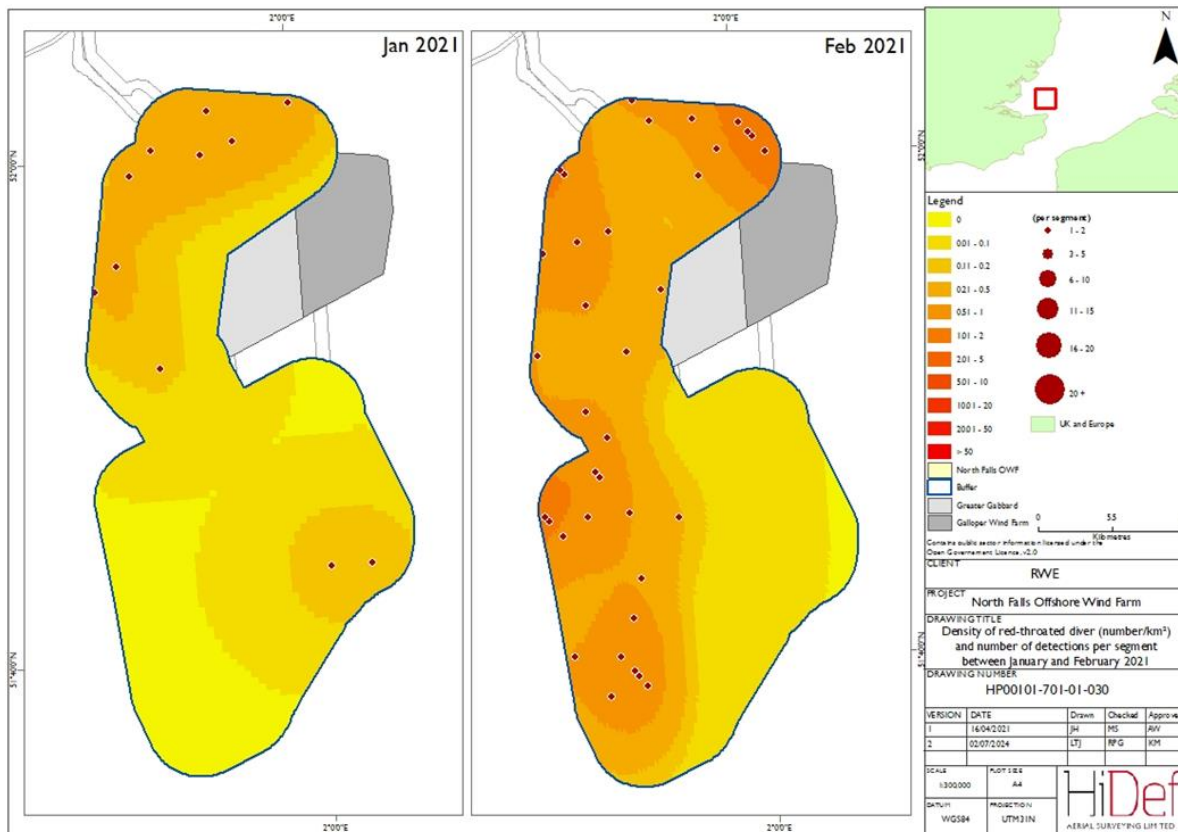 2°00'E
2°00'E
Jan 2021
Feb 2021
N
52°00'N
52°00'N
51°40'N
51°40'N
2°00'E
2°00'E
Legend
0
0.01 - 0.1
0.11 - 0.2
0.21 - 0.5
0.51 - 1
1.01 - 2
2.01 - 5
5.01 - 10
10.01 - 20
20.01 - 50
> 50
North Falls OWF
Buffer
Greater Gabbard
Galloper Wind Farm
(per segment)
1 - 2
3 - 5
6 - 10
11 - 15
16 - 20
20 +
UK and Europe
0 55
Kilometres
Contains public sector information licensed under the
Open Government Licence, v2.0
CLIENT
RWE
PROJECT
North Falls Offshore Wind Farm
DRAWING TITLE
Density of red-throated diver (number/km²)
and number of detections per segment
between January and February 2021
DRAWING NUMBER
HP00101-701-01-030
VERSION DATE Drawn Checked Approve
1 16/04/2021 JH MS AW
2 02/07/2024 LTJ RFG KM
SCALE
1:300,000
PLOT SIZE
A4
DATUM
WGS84
PROJECTION
UTM31N
HiDef
AERIAL SURVEYING LIMITED